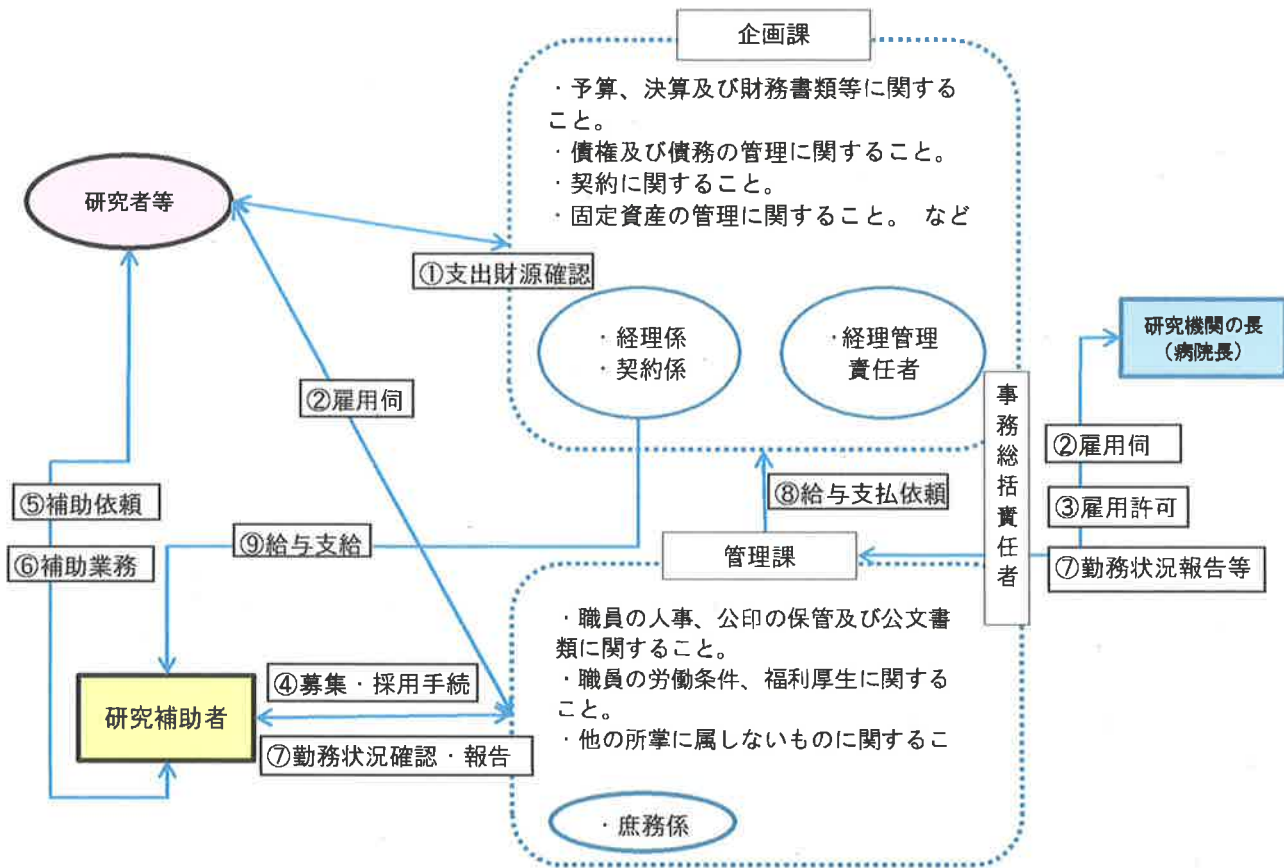 企画課
・予算、決算及び財務書類等に関する
こと。
・債権及び債務の管理に関すること。
・契約に関すること。
・固定資産の管理に関すること。 など
研究者等
①支出財源確認
・経理係
・契約係
・経理管理
責任者
研究機関の長
（病院長）
事務総括責任者
②雇用伺
②雇用伺
③雇用許可
⑦勤務状況報告等
⑤補助依頼
⑥補助業務
⑧給与支払依頼
⑨給与支給
管理課
・職員の人事、公印の保管及び公文書
類に関すること。
・職員の労働条件、福利厚生に関する
こと。
・他の所掌に属しないものに関するこ
研究補助者
④募集・採用手続
⑦勤務状況確認・報告
・庶務係